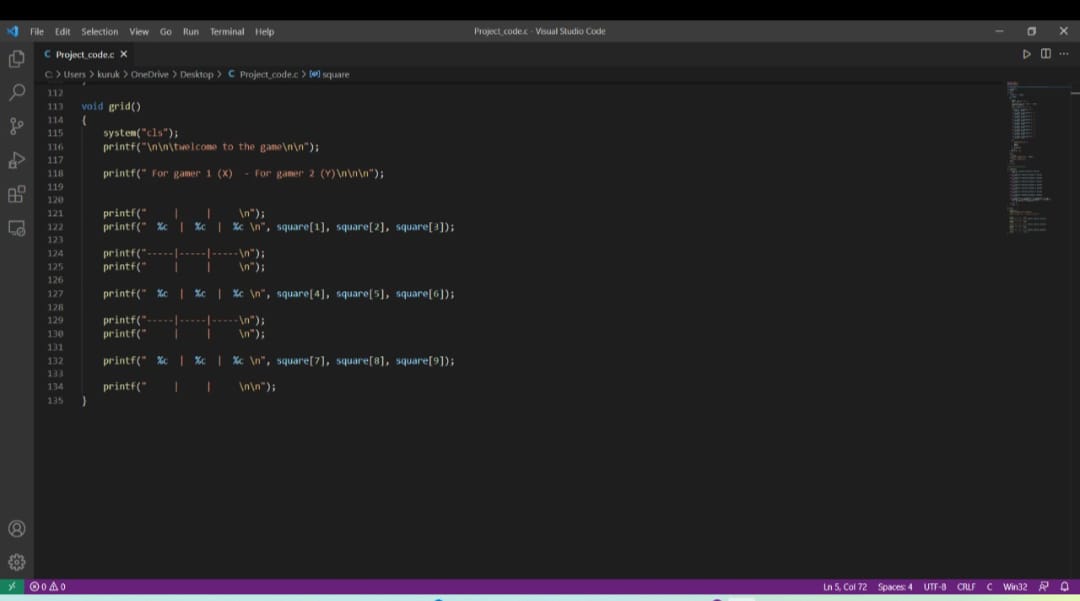 File Edit Selection View Go Run Terminal Help Project_code.c - Visual Studio Code
C Project_code.c ×
C: > Users > kuruk > OneDrive > Desktop > C Project_code.c > square
112
113 void grid()
114 {
115 system("cls");
116 printf("\n\n\twelcome to the game\n\n");
117
118 printf(" For gamer 1 (X)  - For gamer 2 (Y)\n\n\n");
119
120
121 printf("     |     |     \n");
122 printf("  %c  |  %c  |  %c \n", square[1], square[2], square[3]);
123
124 printf("-----|-----|-----\n");
125 printf("     |     |     \n");
126
127 printf("  %c  |  %c  |  %c \n", square[4], square[5], square[6]);
128
129 printf("-----|-----|-----\n");
130 printf("     |     |     \n");
131
132 printf("  %c  |  %c  |  %c \n", square[7], square[8], square[9]);
133
134 printf("     |     |     \n\n");
135 }
0 0 Ln 5, Col 72 Spaces: 4 UTF-8 CRLF C Win32